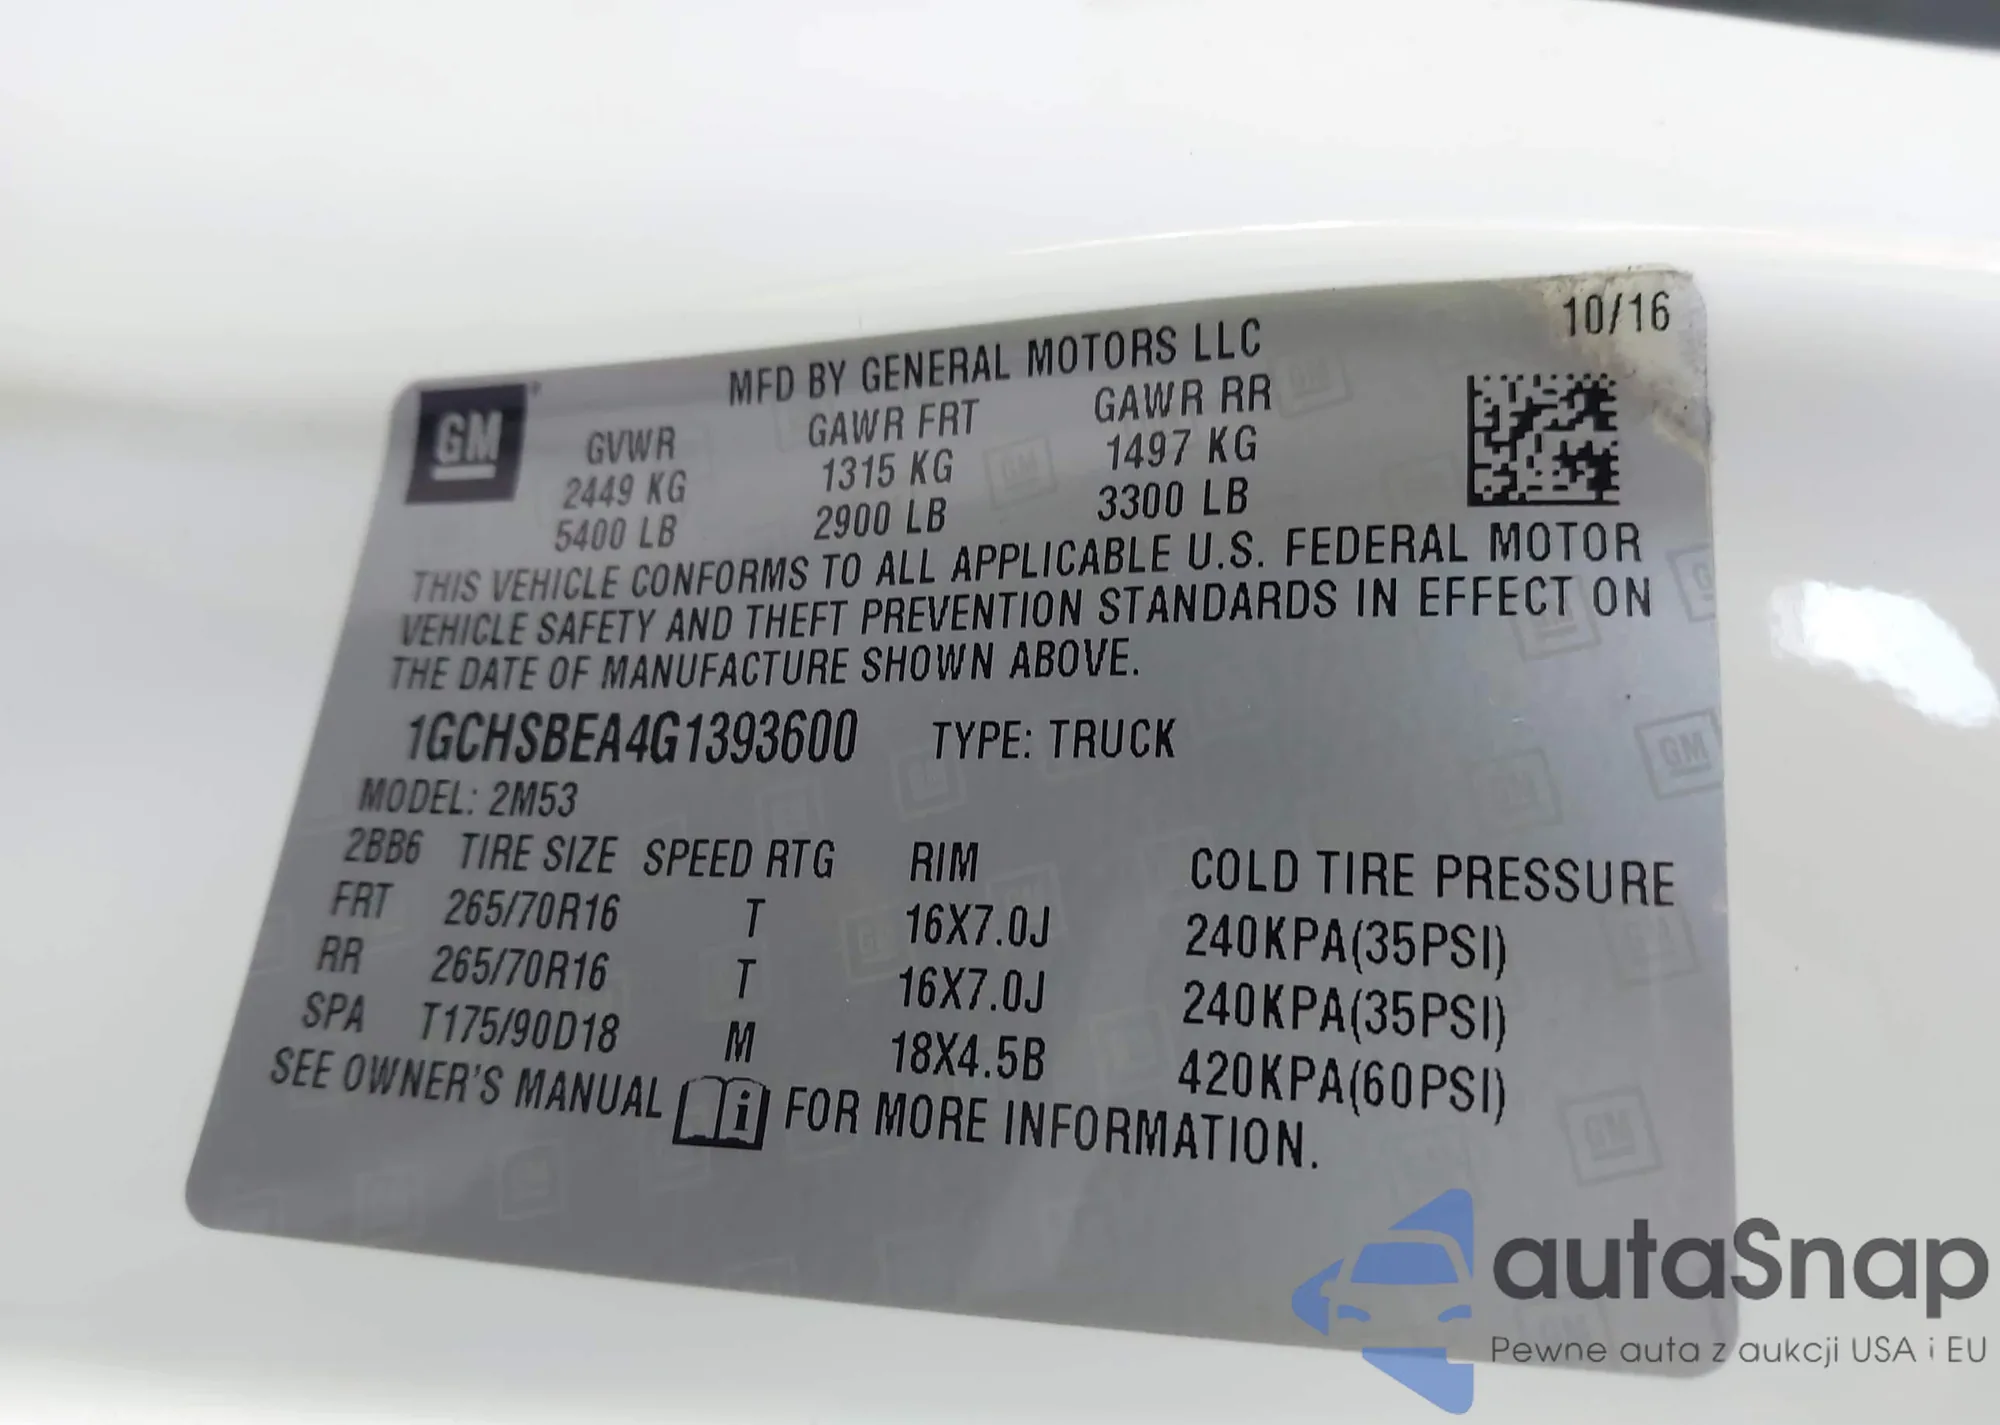 10/16
MFD BY GENERAL MOTORS LLC
GM GVWR GAWR FRT GAWR RR
2449 KG 1315 KG 1497 KG
5400 LB 2900 LB 3300 LB
THIS VEHICLE CONFORMS TO ALL APPLICABLE U.S. FEDERAL MOTOR
VEHICLE SAFETY AND THEFT PREVENTION STANDARDS IN EFFECT ON
THE DATE OF MANUFACTURE SHOWN ABOVE.
1GCHSBEA4G1393600 TYPE: TRUCK
MODEL: 2M53
2BB6 TIRE SIZE SPEED RTG RIM COLD TIRE PRESSURE
FRT 265/70R16 T 16X7.0J 240KPA(35PSI)
RR 265/70R16 T 16X7.0J 240KPA(35PSI)
SPA T175/90D18 M 18X4.5B 420KPA(60PSI)
SEE OWNER'S MANUAL i FOR MORE INFORMATION.
autaSnap
Pewne auta z aukcji USA i EU